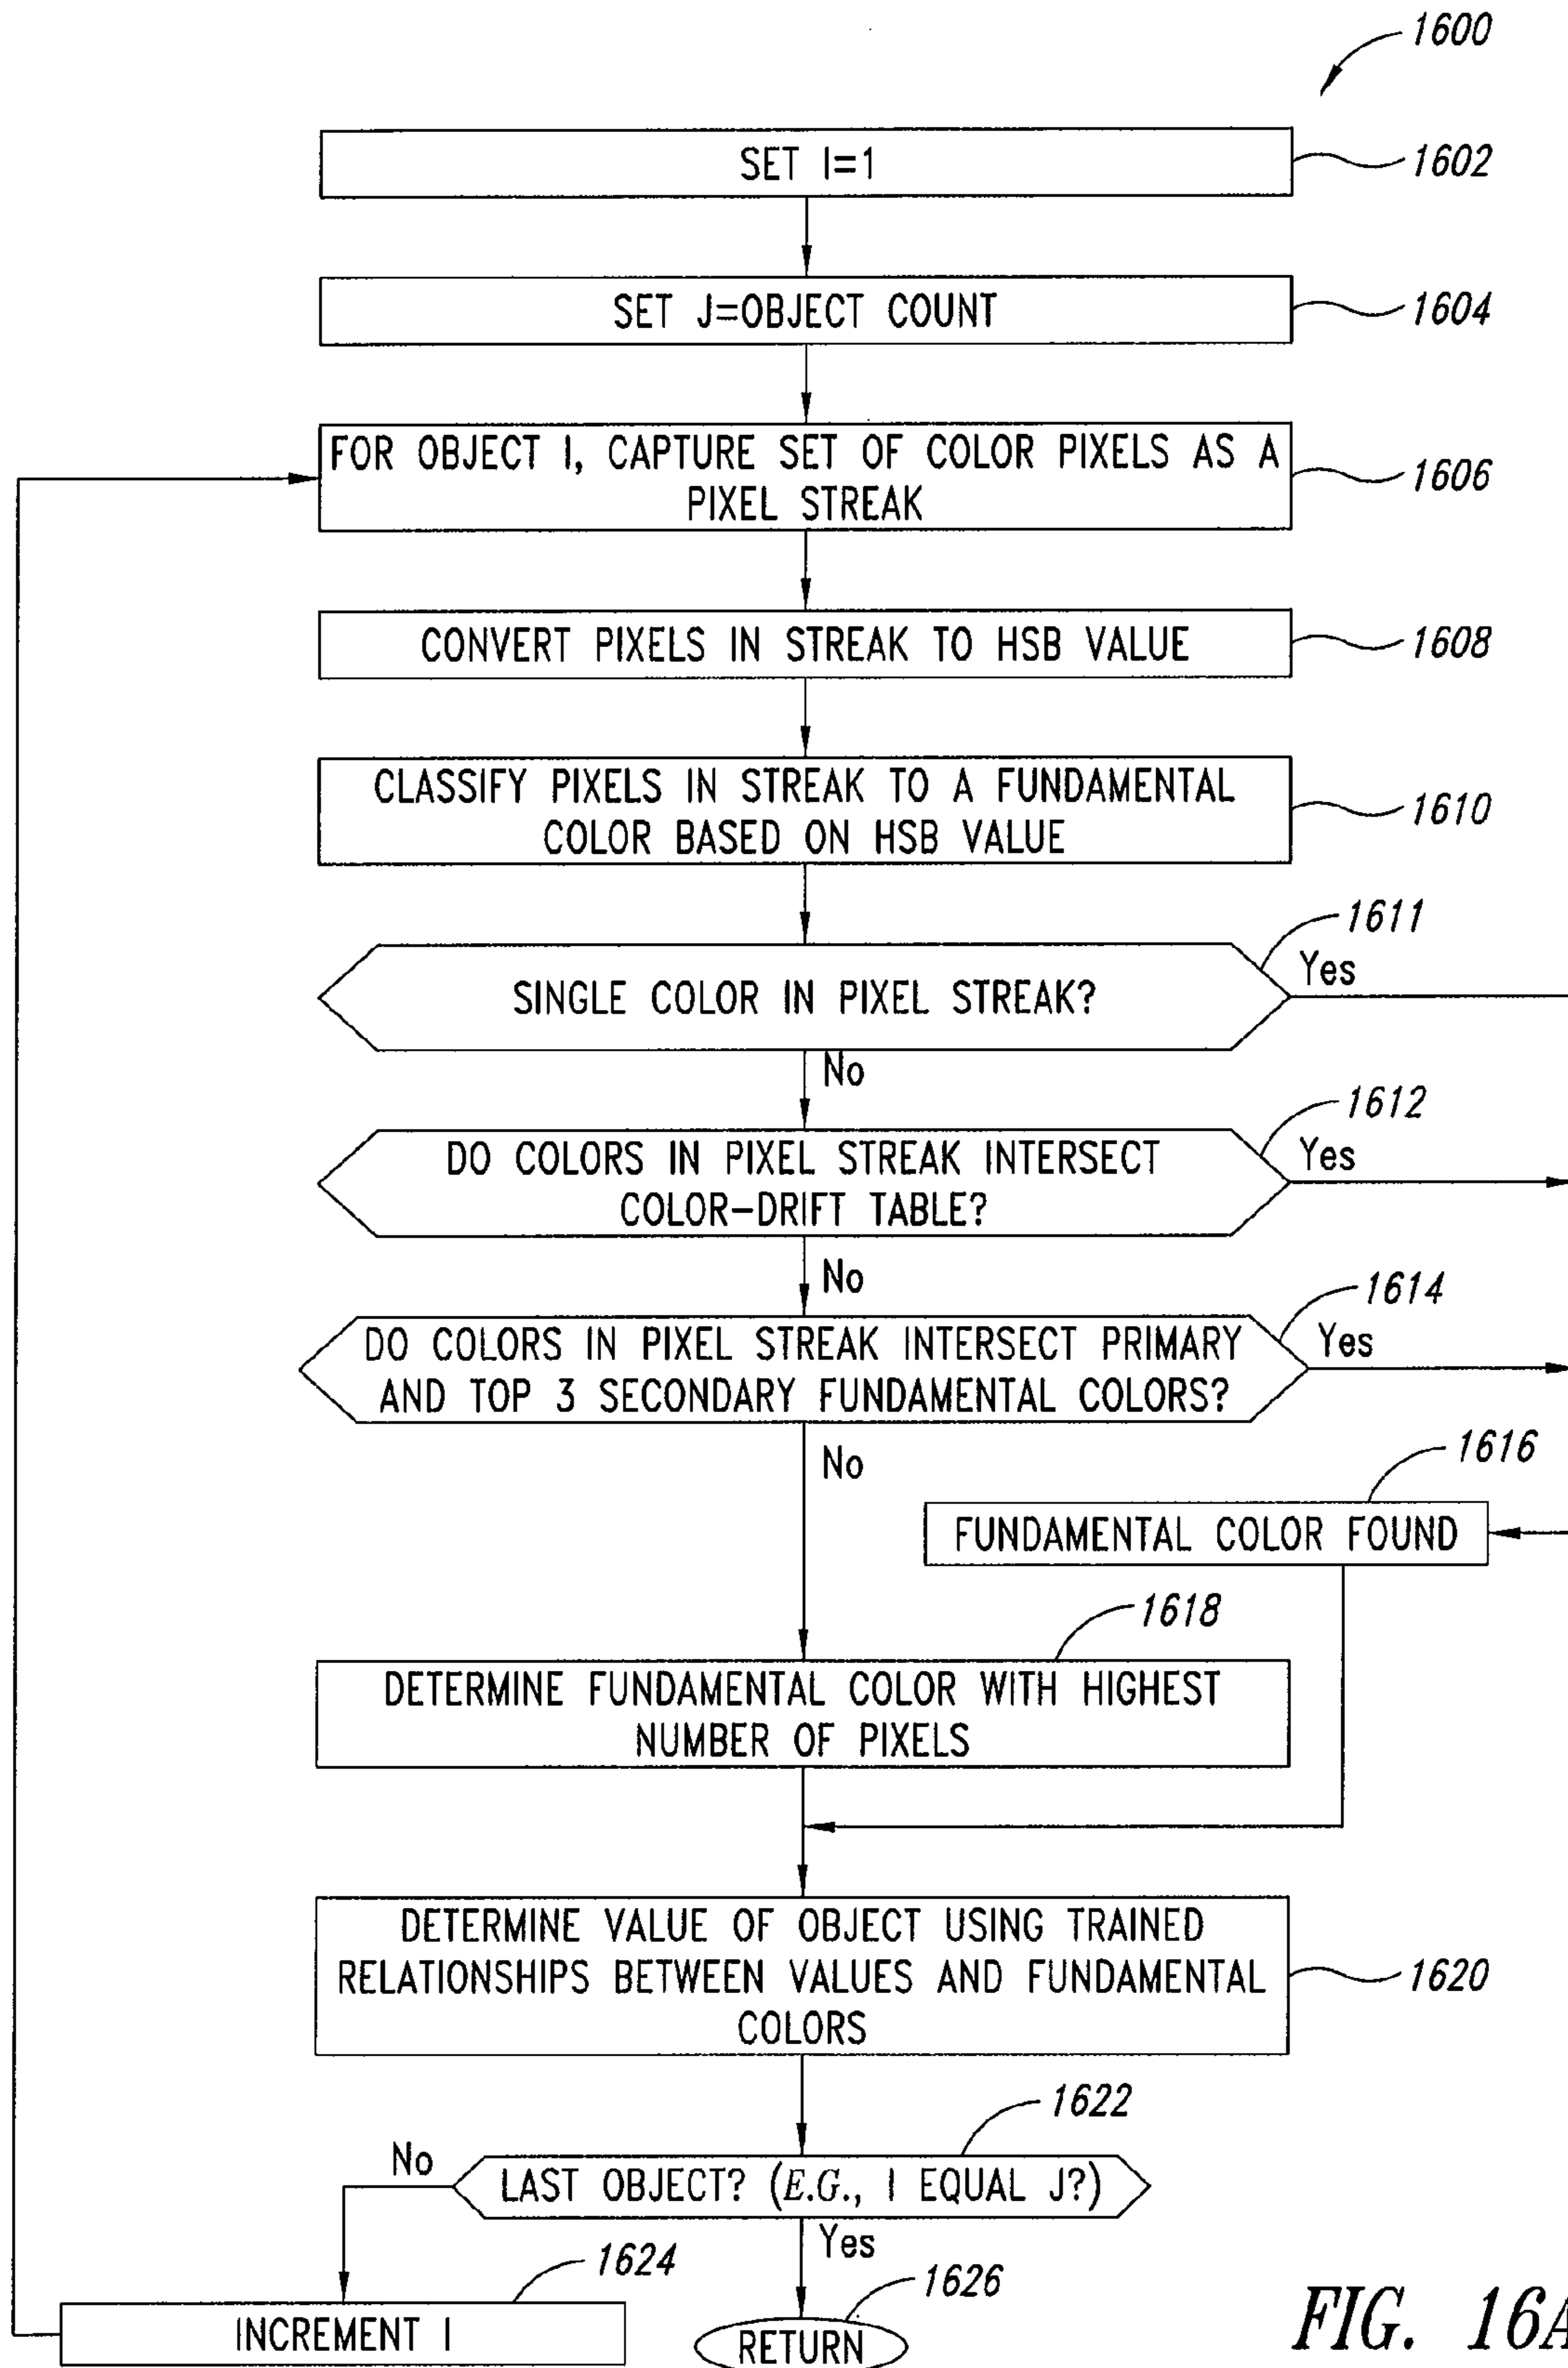 1600
SET I=1
1602
SET J=OBJECT COUNT
1604
FOR OBJECT I, CAPTURE SET OF COLOR PIXELS AS A
PIXEL STREAK
1606
CONVERT PIXELS IN STREAK TO HSB VALUE
1608
CLASSIFY PIXELS IN STREAK TO A FUNDAMENTAL
COLOR BASED ON HSB VALUE
1610
1611
SINGLE COLOR IN PIXEL STREAK?
Yes
No
1612
DO COLORS IN PIXEL STREAK INTERSECT
COLOR-DRIFT TABLE?
Yes
No
1614
DO COLORS IN PIXEL STREAK INTERSECT PRIMARY
AND TOP 3 SECONDARY FUNDAMENTAL COLORS?
Yes
No
1616
FUNDAMENTAL COLOR FOUND
1618
DETERMINE FUNDAMENTAL COLOR WITH HIGHEST
NUMBER OF PIXELS
DETERMINE VALUE OF OBJECT USING TRAINED
RELATIONSHIPS BETWEEN VALUES AND FUNDAMENTAL
COLORS
1620
1622
No
LAST OBJECT? (E.G., I EQUAL J?)
Yes
1624
INCREMENT I
1626
RETURN
FIG. 16A